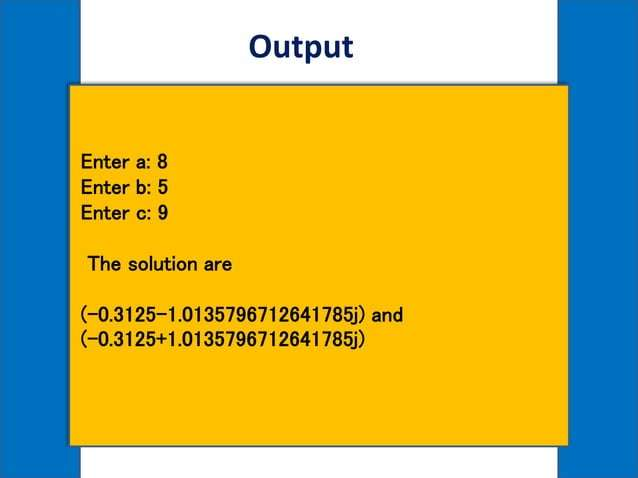 Output
Enter a: 8
Enter b: 5
Enter c: 9
The solution are
(-0.3125-1.0135796712641785j) and
(-0.3125+1.0135796712641785j)